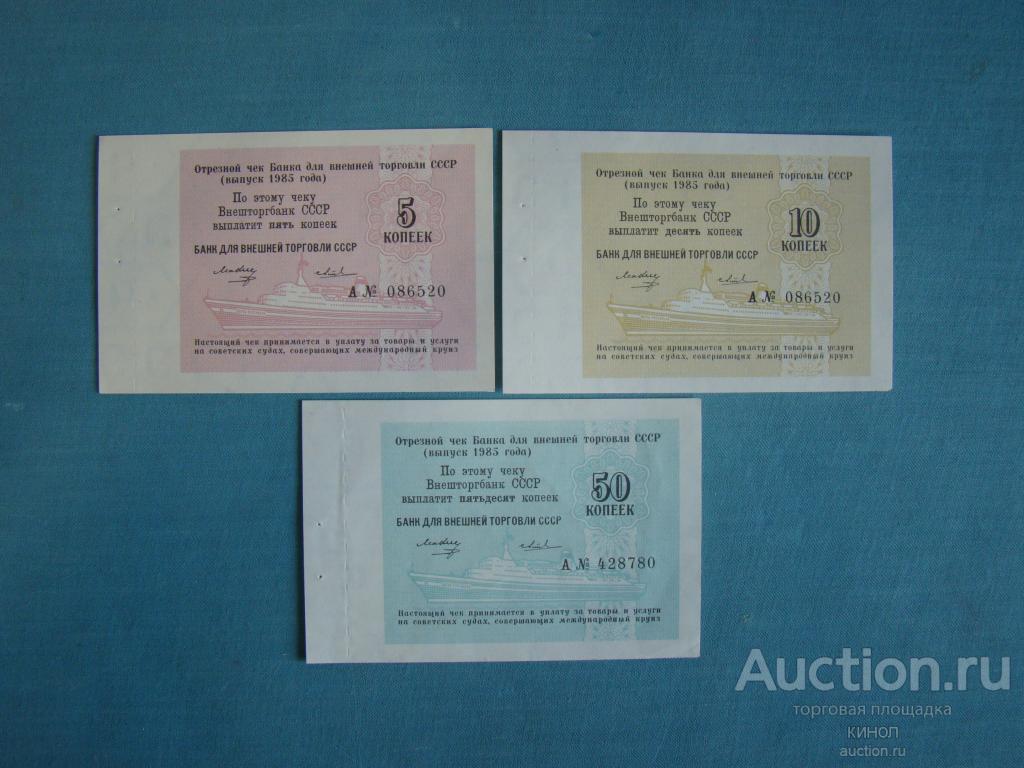 Отрезной чек Банка для внешней торговли СССР
(выпуск 1985 года)
По этому чеку
Внешторгбанк СССР
выплатит пять копеек
5
КОПЕЕК
БАНК ДЛЯ ВНЕШНЕЙ ТОРГОВЛИ СССР
А № 086520
Настоящий чек принимается в уплату за товары и услуги
на советских судах, совершающих международный круиз
Отрезной чек Банка для внешней торговли СССР
(выпуск 1985 года)
По этому чеку
Внешторгбанк СССР
выплатит десять копеек
10
КОПЕЕК
БАНК ДЛЯ ВНЕШНЕЙ ТОРГОВЛИ СССР
А № 086520
Настоящий чек принимается в уплату за товары и услуги
на советских судах, совершающих международный круиз
Отрезной чек Банка для внешней торговли СССР
(выпуск 1985 года)
По этому чеку
Внешторгбанк СССР
выплатит пятьдесят копеек
50
КОПЕЕК
БАНК ДЛЯ ВНЕШНЕЙ ТОРГОВЛИ СССР
А № 428780
Настоящий чек принимается в уплату за товары и услуги
на советских судах, совершающих международный круиз
Auction.ru
торговая площадка
КИНОЛ
auction.ru